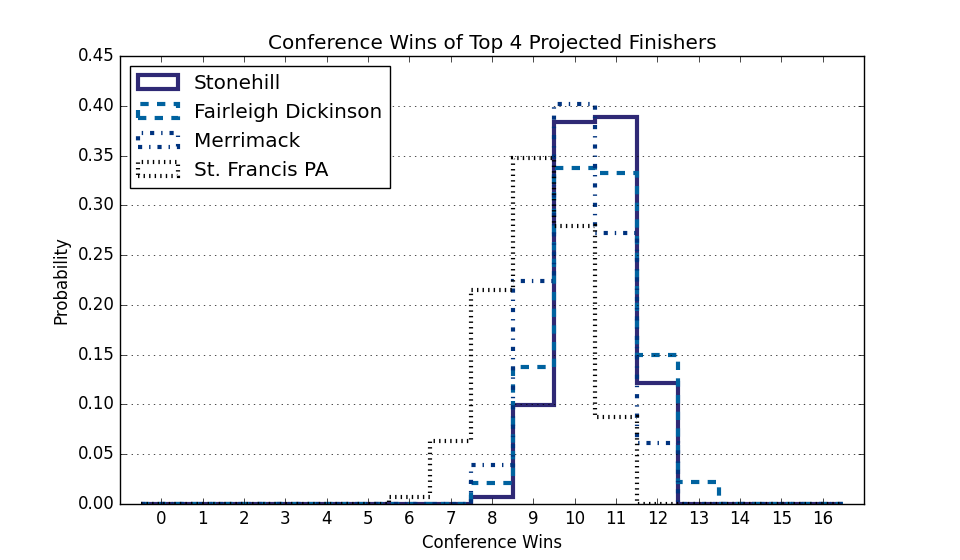 Conference Wins of Top 4 Projected Finishers
0.45
0.40
0.35
0.30
0.25
0.20
0.15
0.10
0.05
0.00
Probability
Stonehill
Fairleigh Dickinson
Merrimack
St. Francis PA
0 1 2 3 4 5 6 7 8 9 10 11 12 13 14 15 16
Conference Wins